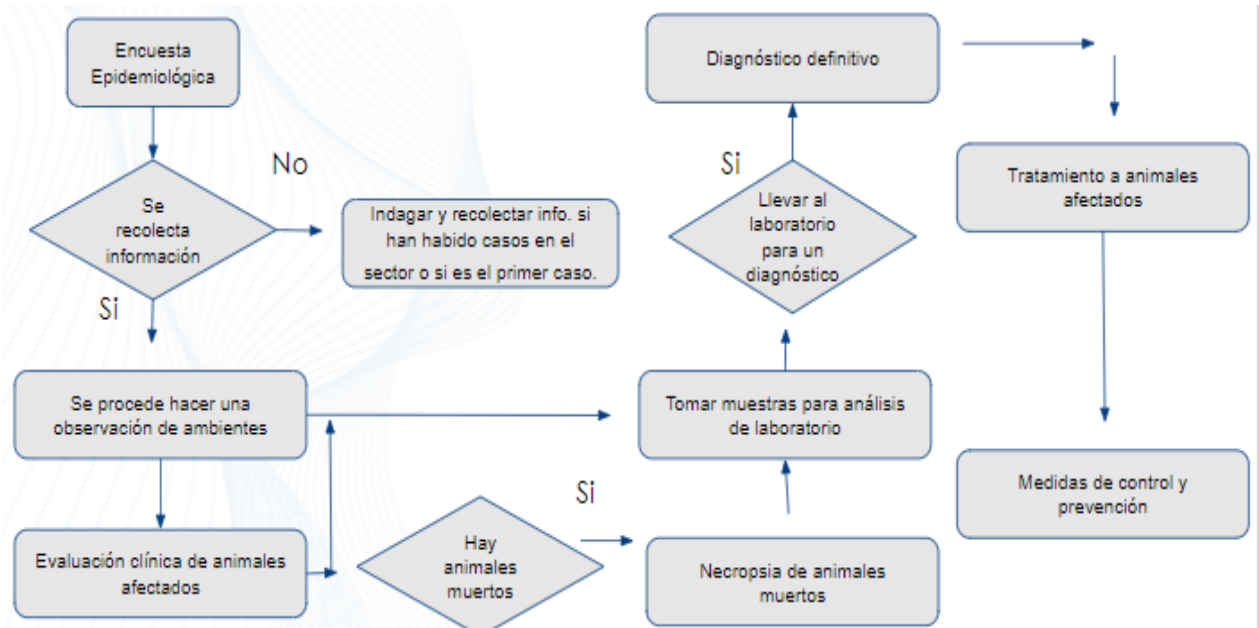 Encuesta
Epidemiológica
Se
recolecta
información
No
Indagar y recolectar info. si
han habido casos en el
sector o si es el primer caso.
Si
Se procede hacer una
observación de ambientes
Evaluación clínica de animales
afectados
Hay
animales
muertos
Si
Necropsia de animales
muertos
Tomar muestras para análisis
de laboratorio
Llevar al
laboratorio
para un
diagnóstico
Si
Diagnóstico definitivo
Tratamiento a animales
afectados
Medidas de control y
prevención